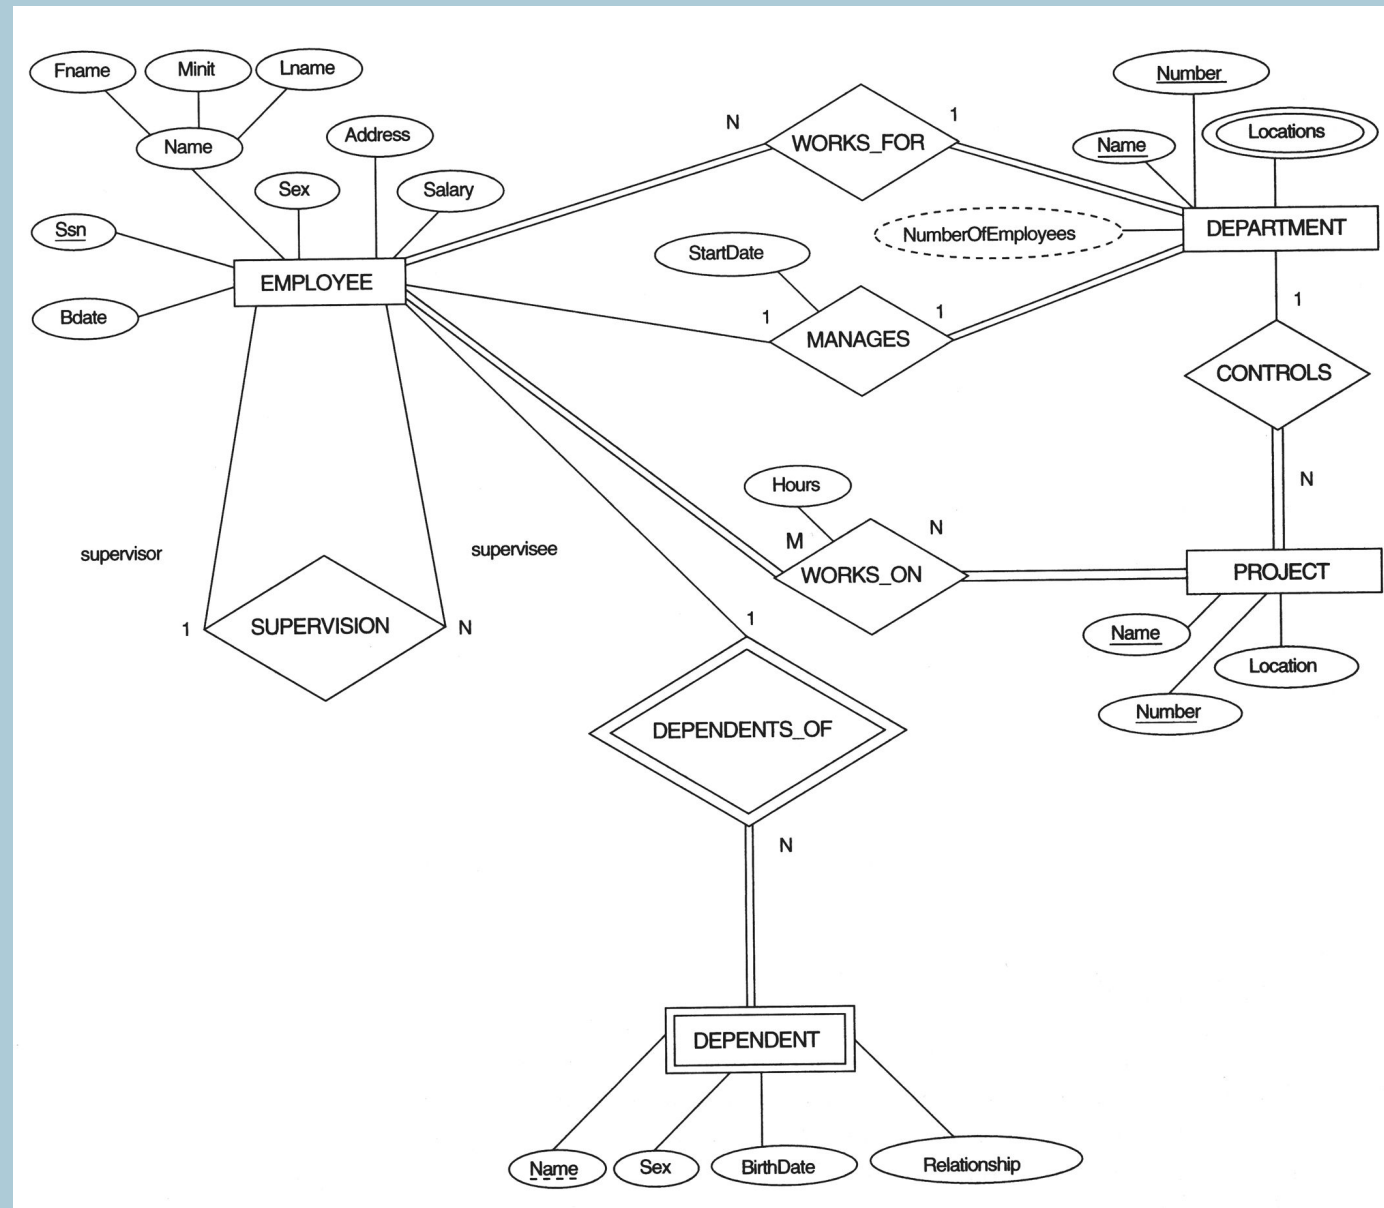 Fname
Minit
Lname
Number
Name
Address
Locations
Name
N
1
WORKS_FOR
Sex
Salary
Ssn
NumberOfEmployees
DEPARTMENT
StartDate
EMPLOYEE
Bdate
1
1
1
MANAGES
CONTROLS
Hours
N
M
N
supervisor
supervisee
WORKS_ON
PROJECT
1
SUPERVISION
N
1
Name
Location
Number
DEPENDENTS_OF
N
DEPENDENT
Name
Sex
BirthDate
Relationship